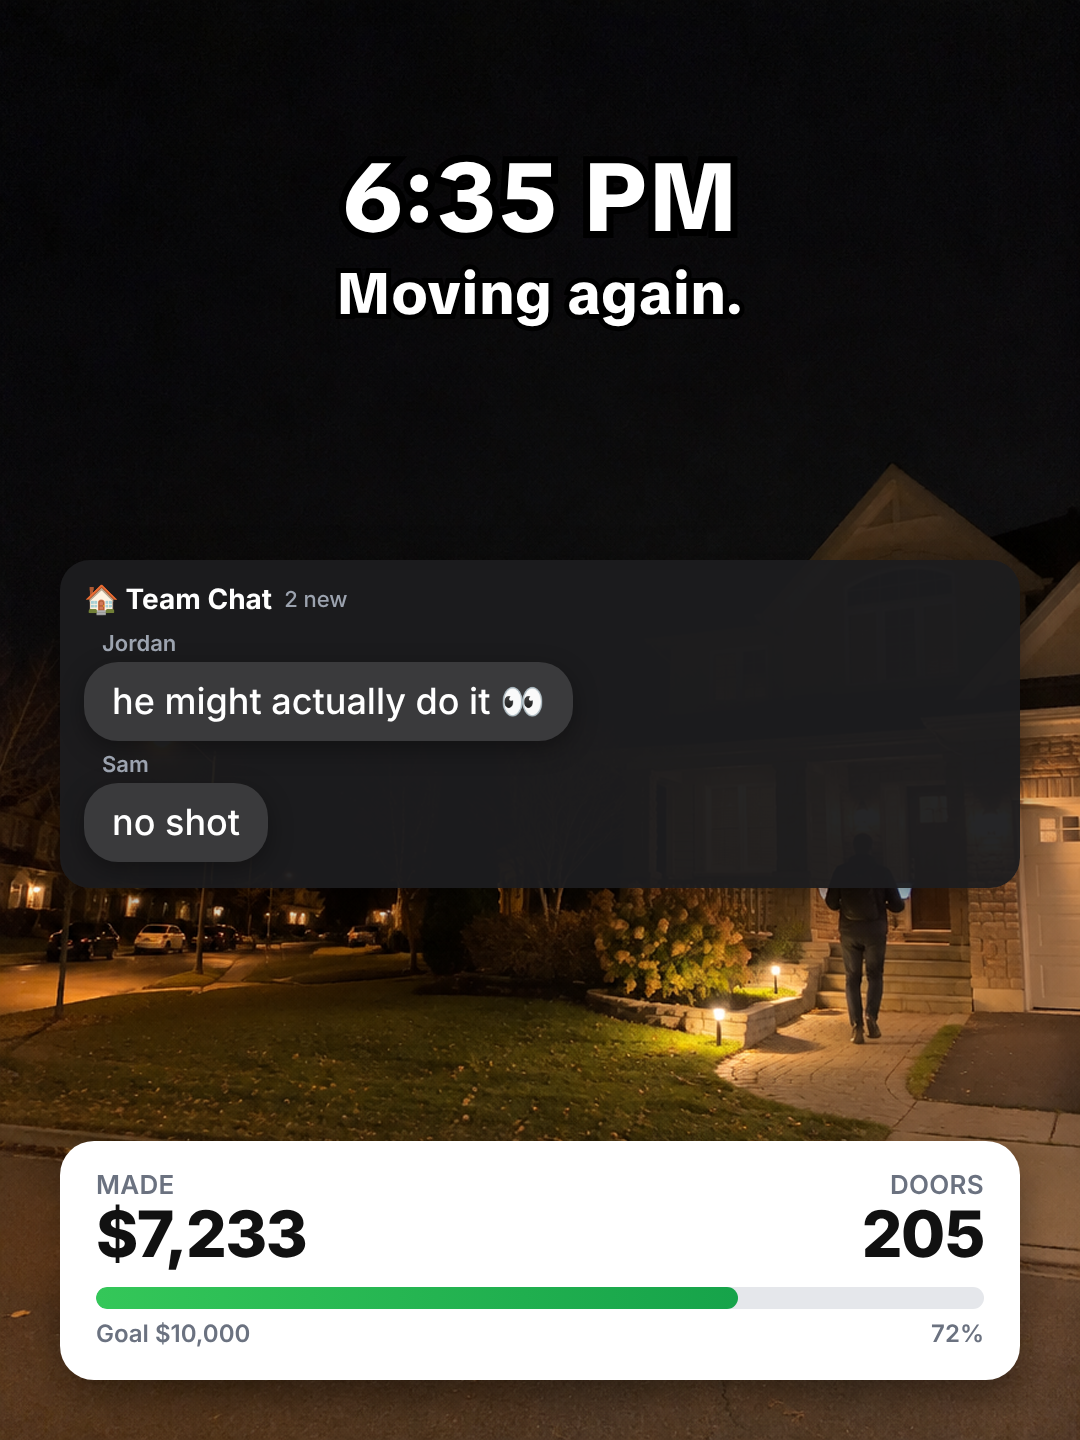 6:35 PM
Moving again.
🏠 Team Chat 2 new
Jordan
he might actually do it 👀
Sam
no shot
MADE DOORS
$7,233 205
Goal $10,000 72%